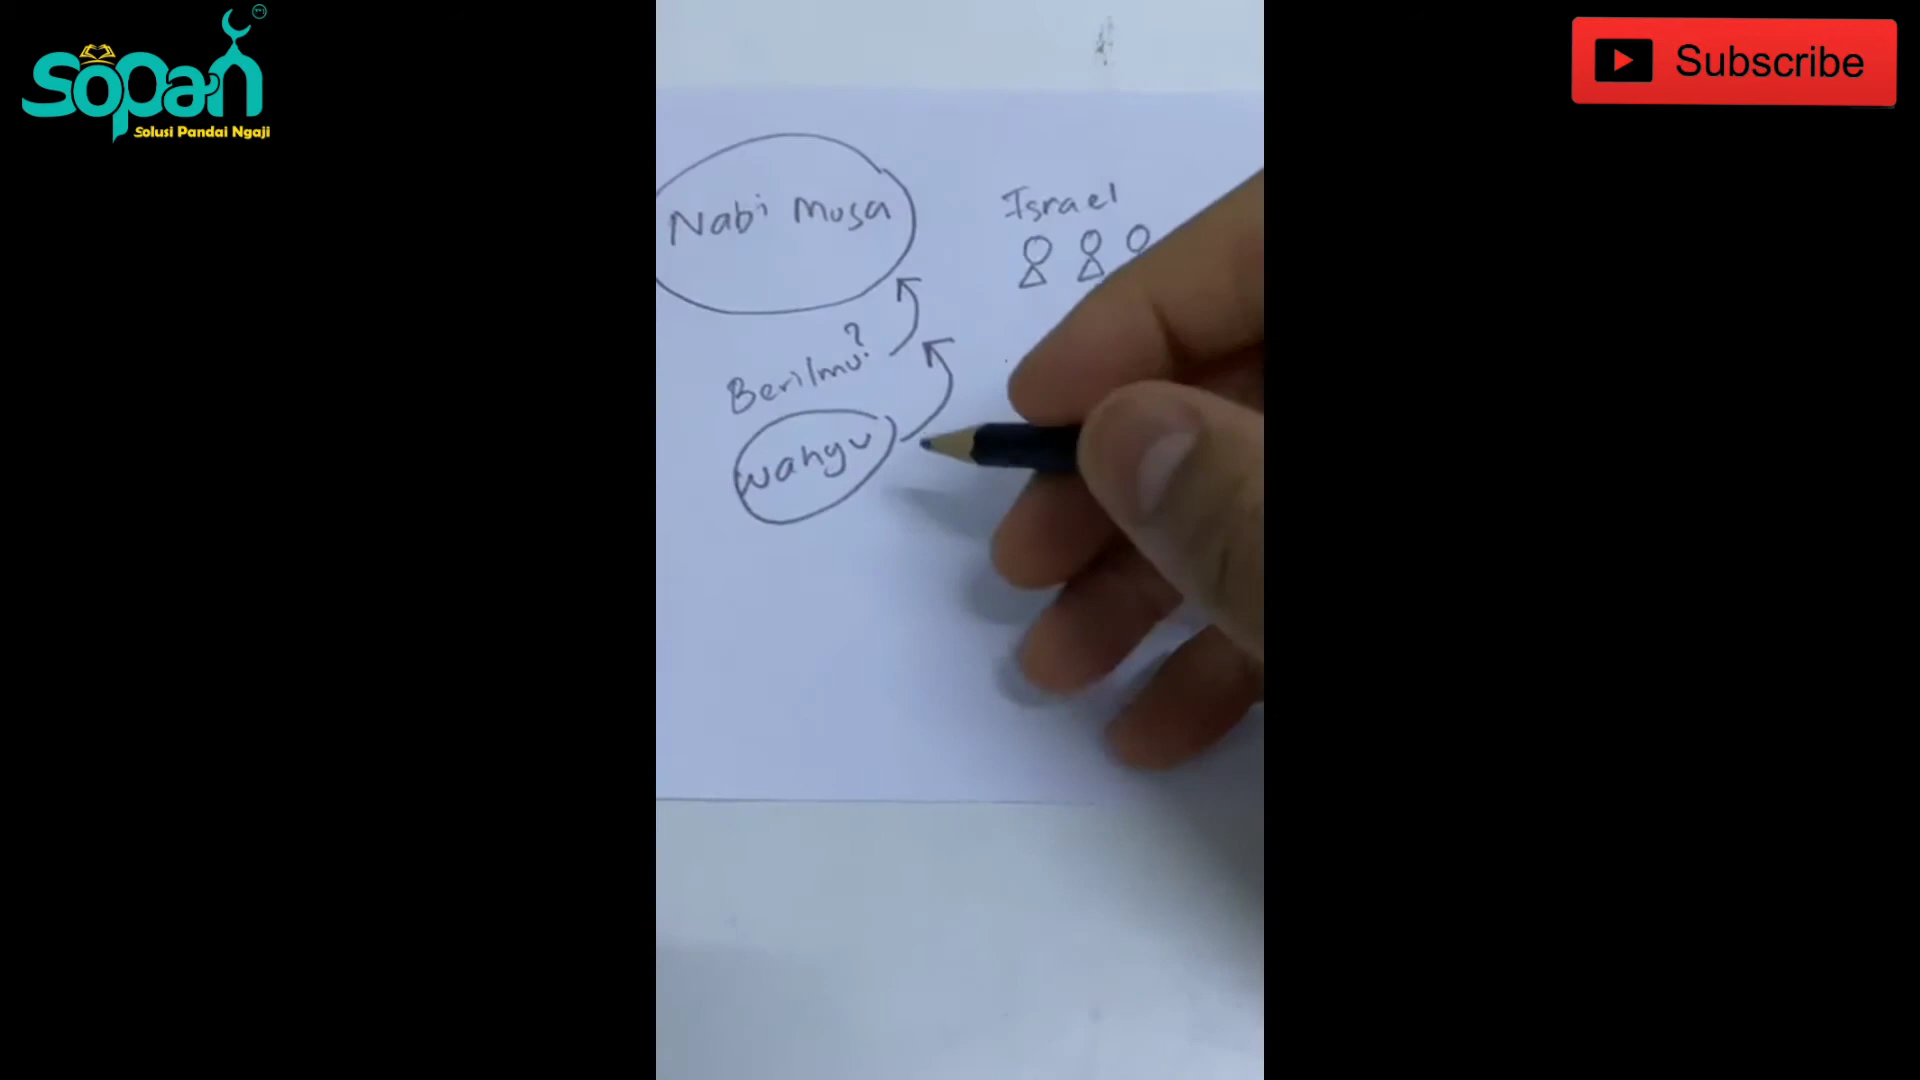 Sopan
Solusi Pandai Ngaji
Subscribe
Nabi Musa
Israel
Berilmu?
wahyu